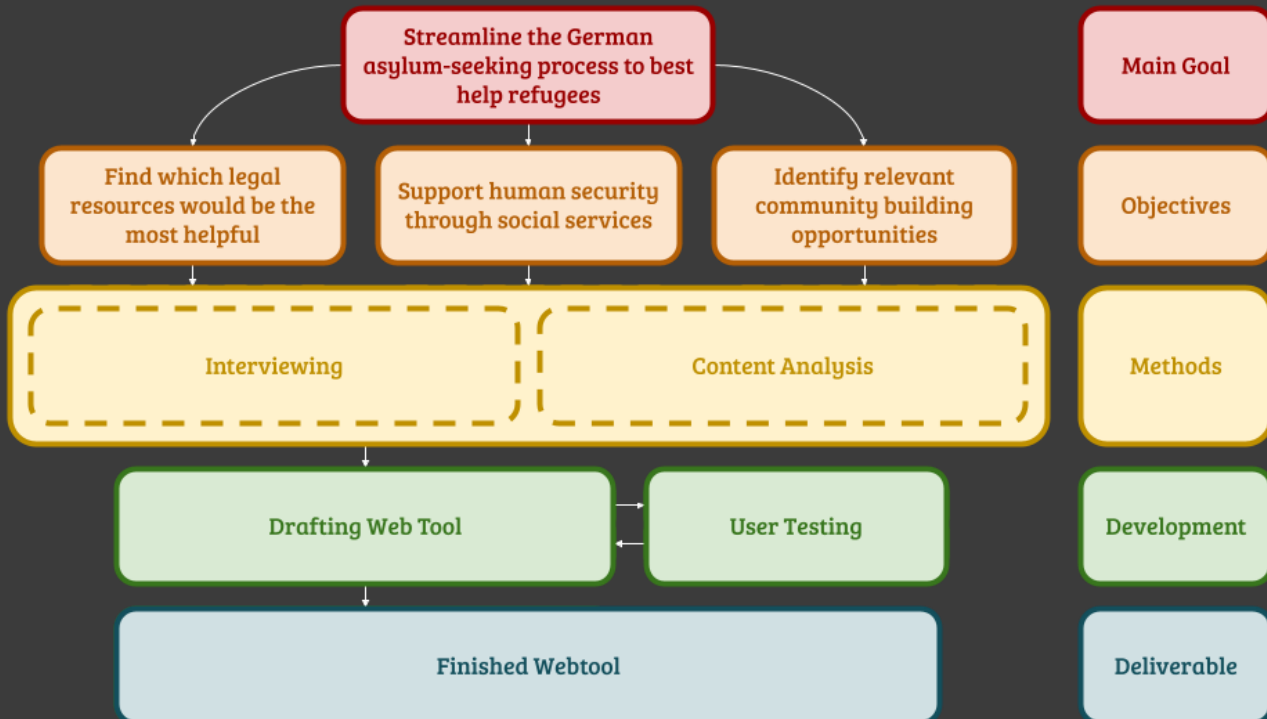 Streamline the German
asylum-seeking process to best
help refugees
Main Goal
Find which legal
resources would be the
most helpful
Support human security
through social services
Identify relevant
community building
opportunities
Objectives
Interviewing
Content Analysis
Methods
Drafting Web Tool
User Testing
Development
Finished Webtool
Deliverable